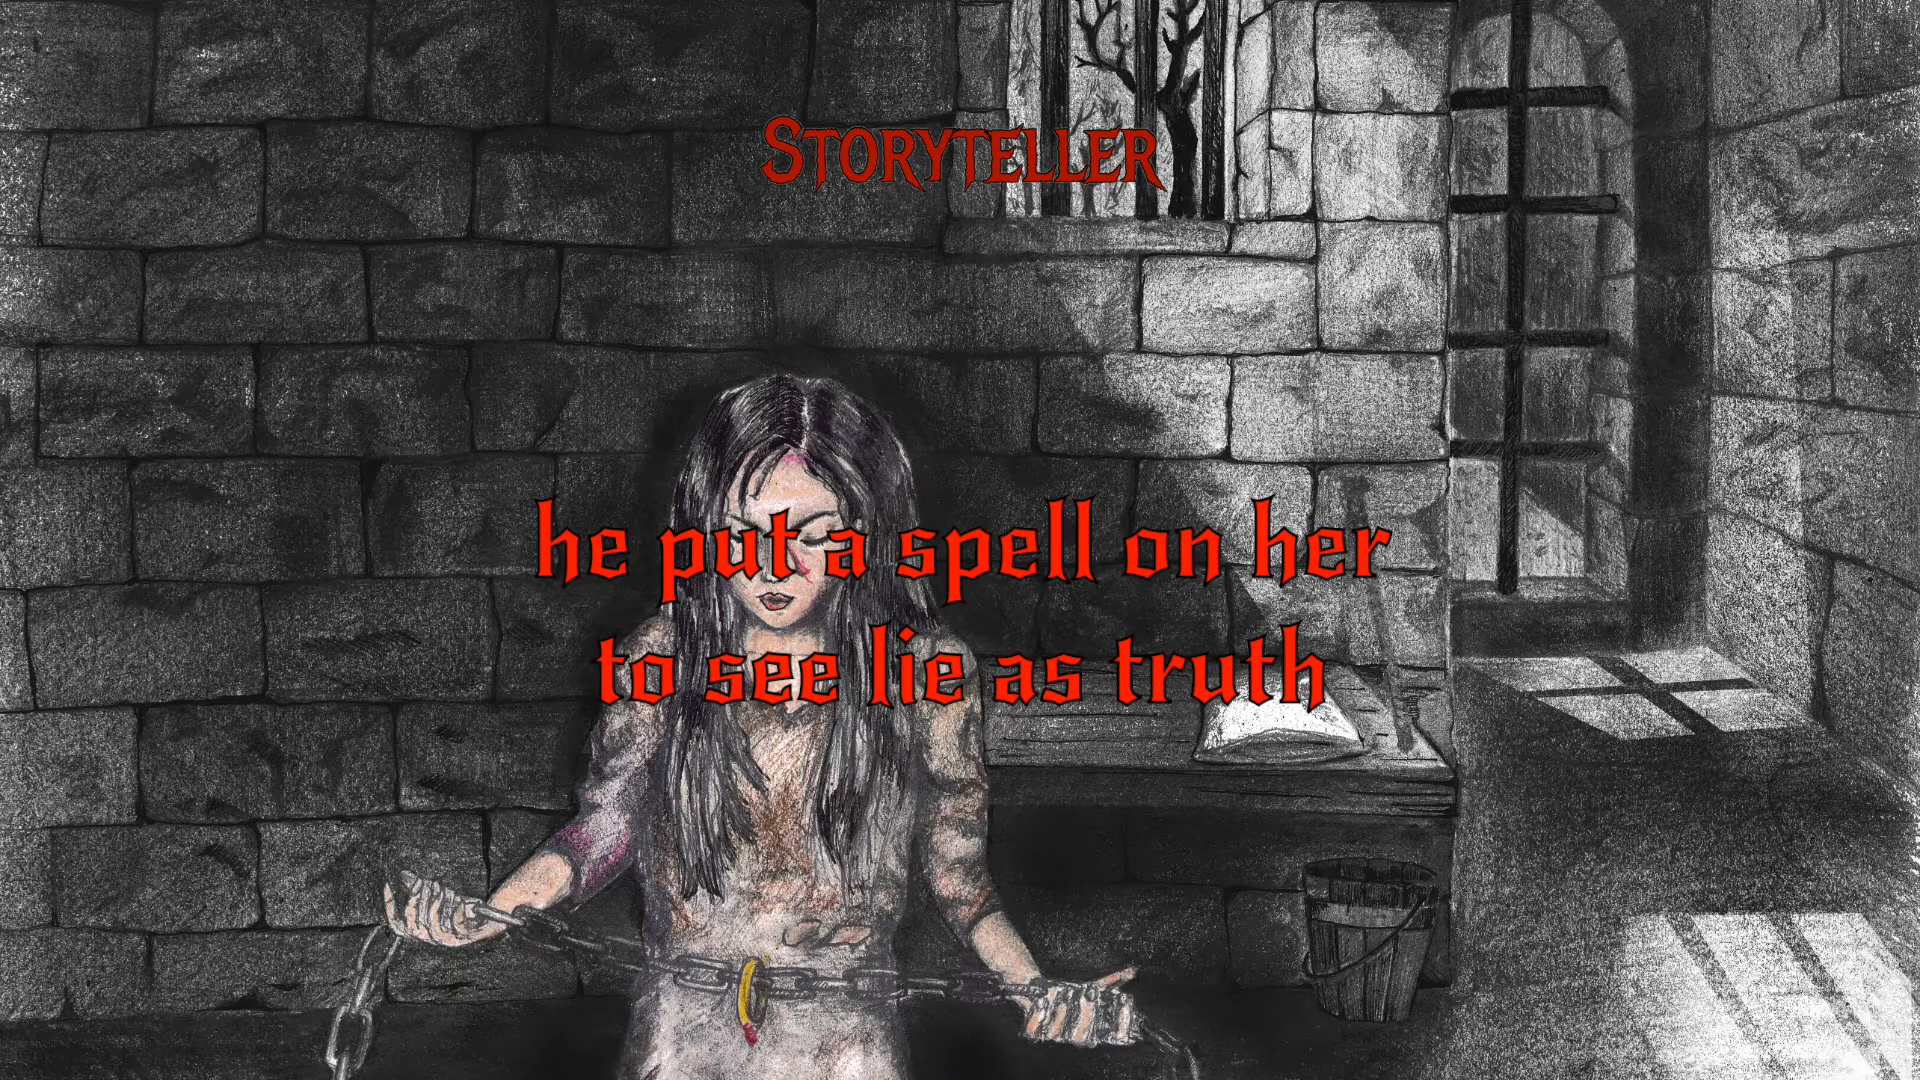 Storyteller
he put a spell on her
to see lie as truth